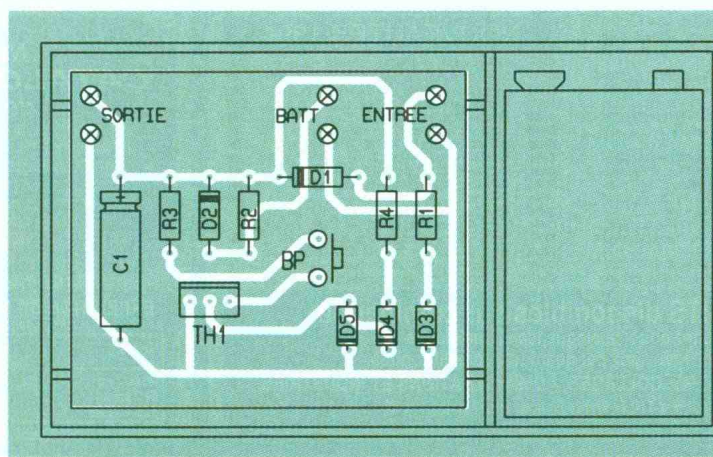 SORTIE
BATT
ENTREE
+
D1
R3
D2
R2
R4
R1
C1
BP
TH1
D5
D4
D3